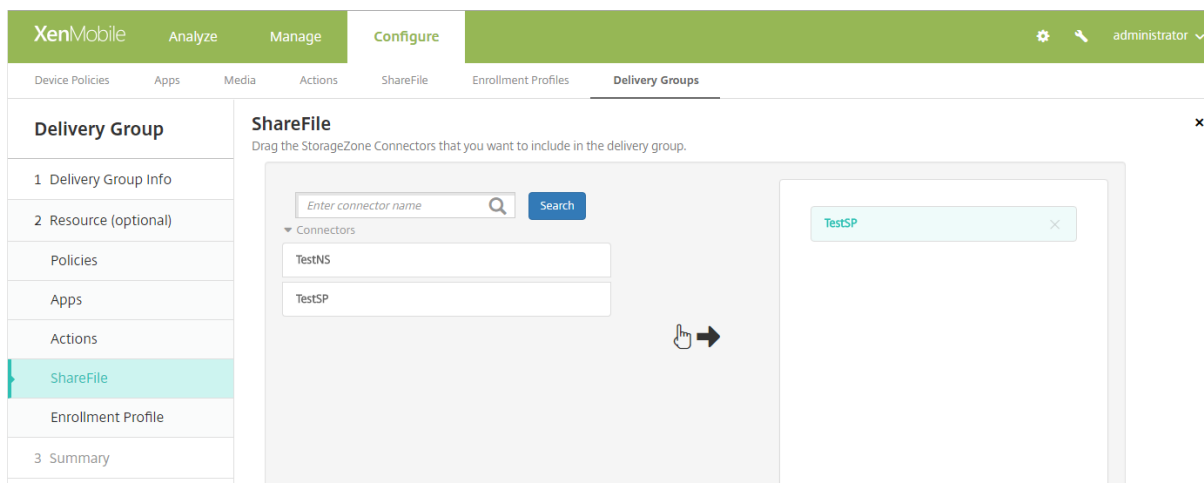 XenMobile Analyze Manage Configure administrator
Device Policies Apps Media Actions ShareFile Enrollment Profiles Delivery Groups
Delivery Group
1 Delivery Group Info
2 Resource (optional)
Policies
Apps
Actions
ShareFile
Enrollment Profile
3 Summary
ShareFile
Drag the StorageZone Connectors that you want to include in the delivery group.
Enter connector name Search
Connectors
TestNS
TestSP
TestSP